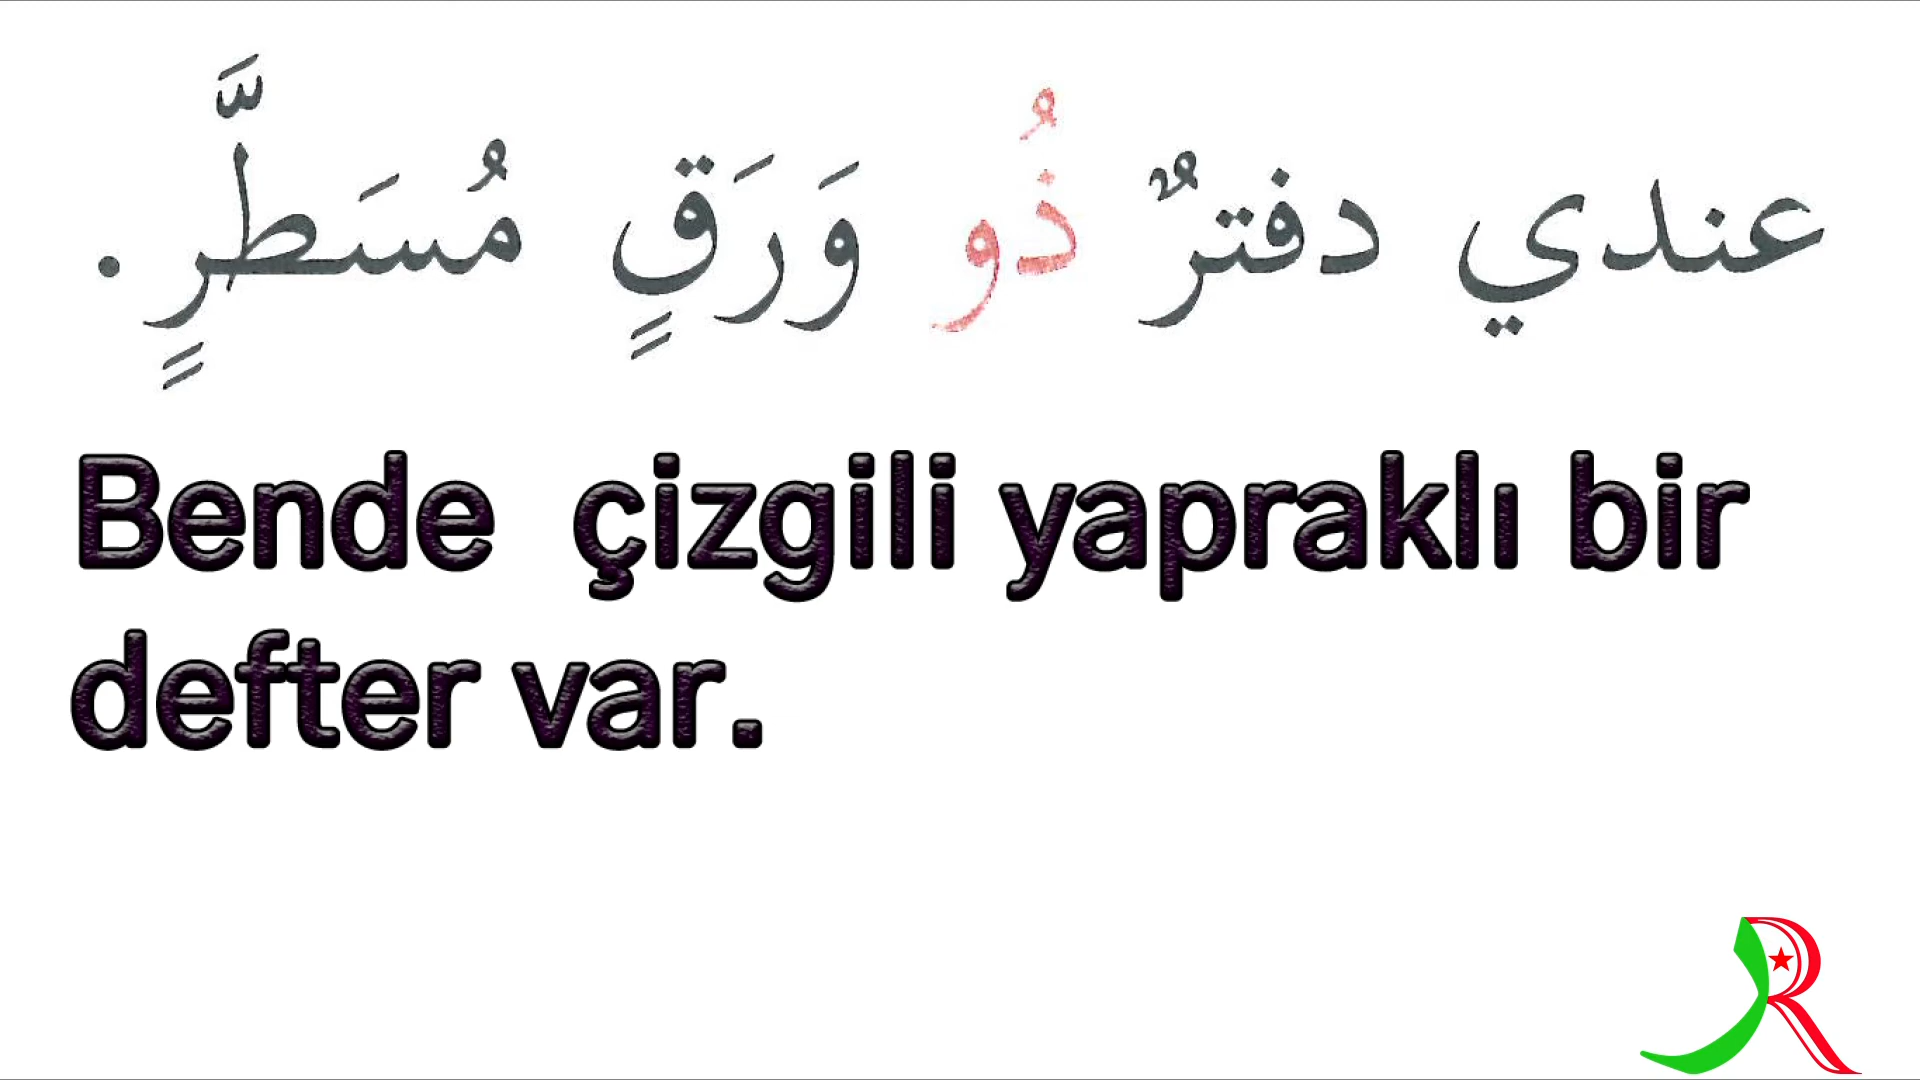 عندي دفترٌ ذُو وَرَقٍ مُسَطَّرٍ .
Bende çizgili yapraklı bir
defter var.